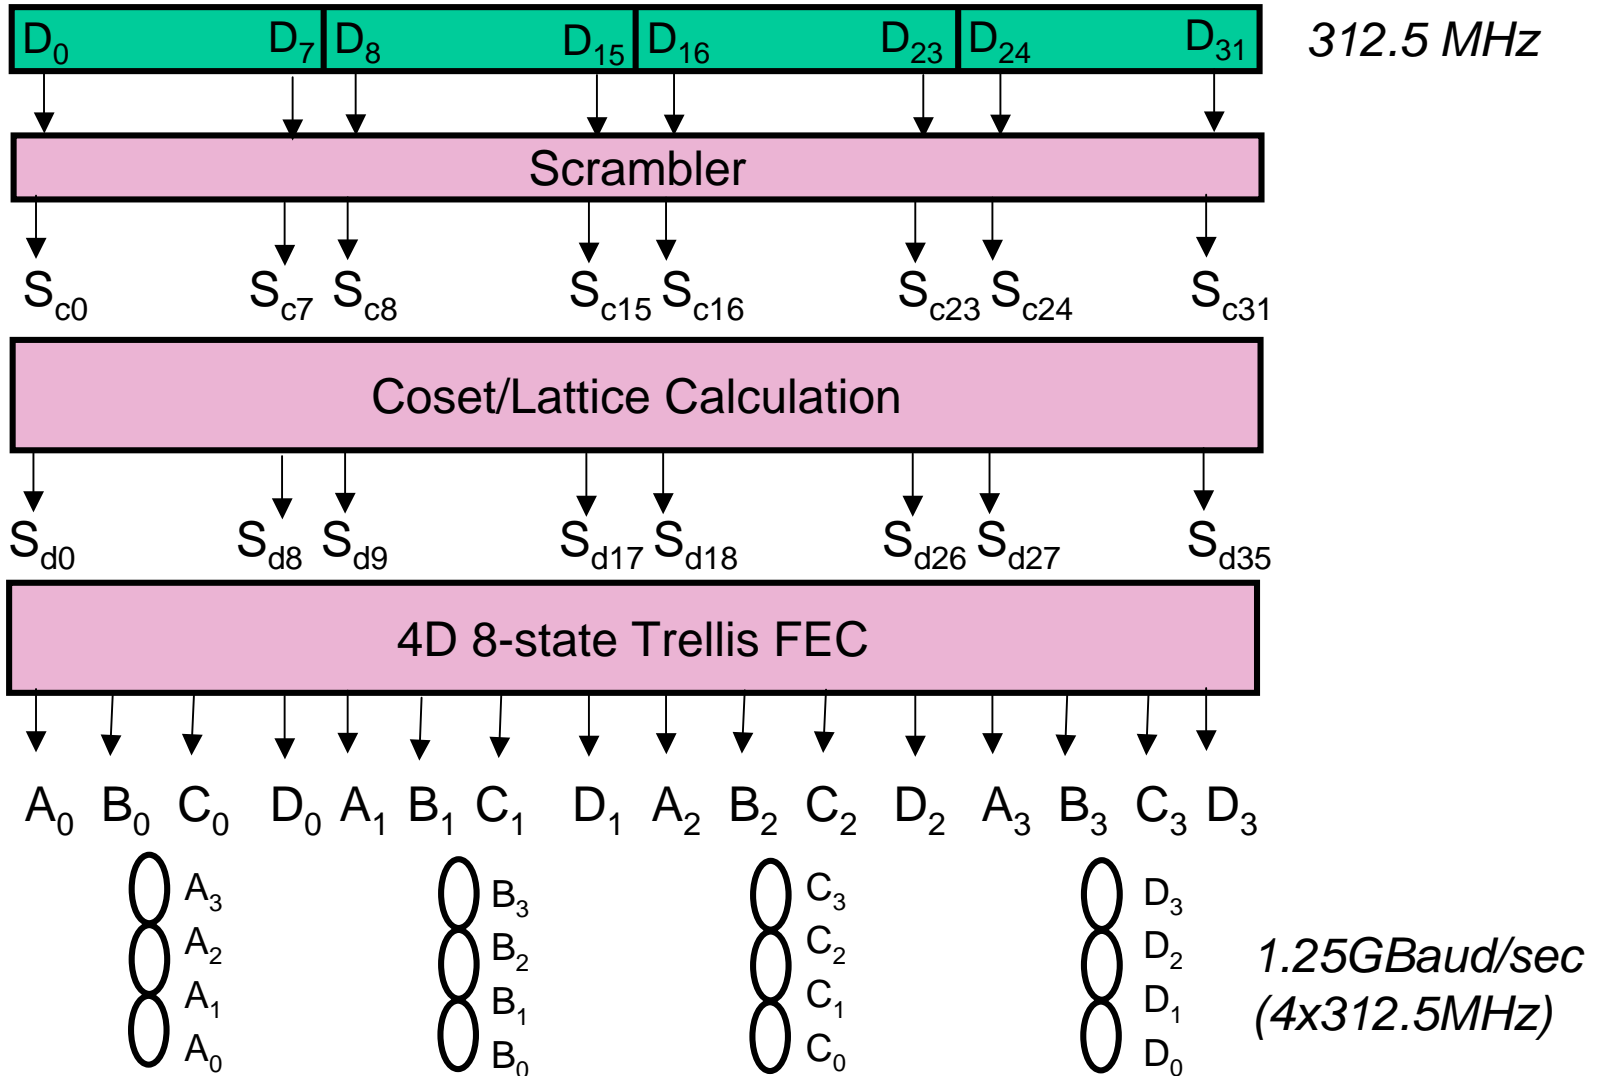 D0 D7 D8 D15 D16 D23 D24 D31 312.5 MHz
Scrambler
Sc0 Sc7 Sc8 Sc15 Sc16 Sc23 Sc24 Sc31
Coset/Lattice Calculation
Sd0 Sd8 Sd9 Sd17 Sd18 Sd26 Sd27 Sd35
4D 8-state Trellis FEC
A0 B0 C0 D0 A1 B1 C1 D1 A2 B2 C2 D2 A3 B3 C3 D3
A3 B3 C3 D3
A2 B2 C2 D2
A1 B1 C1 D1
A0 B0 C0 D0
1.25GBaud/sec
(4x312.5MHz)